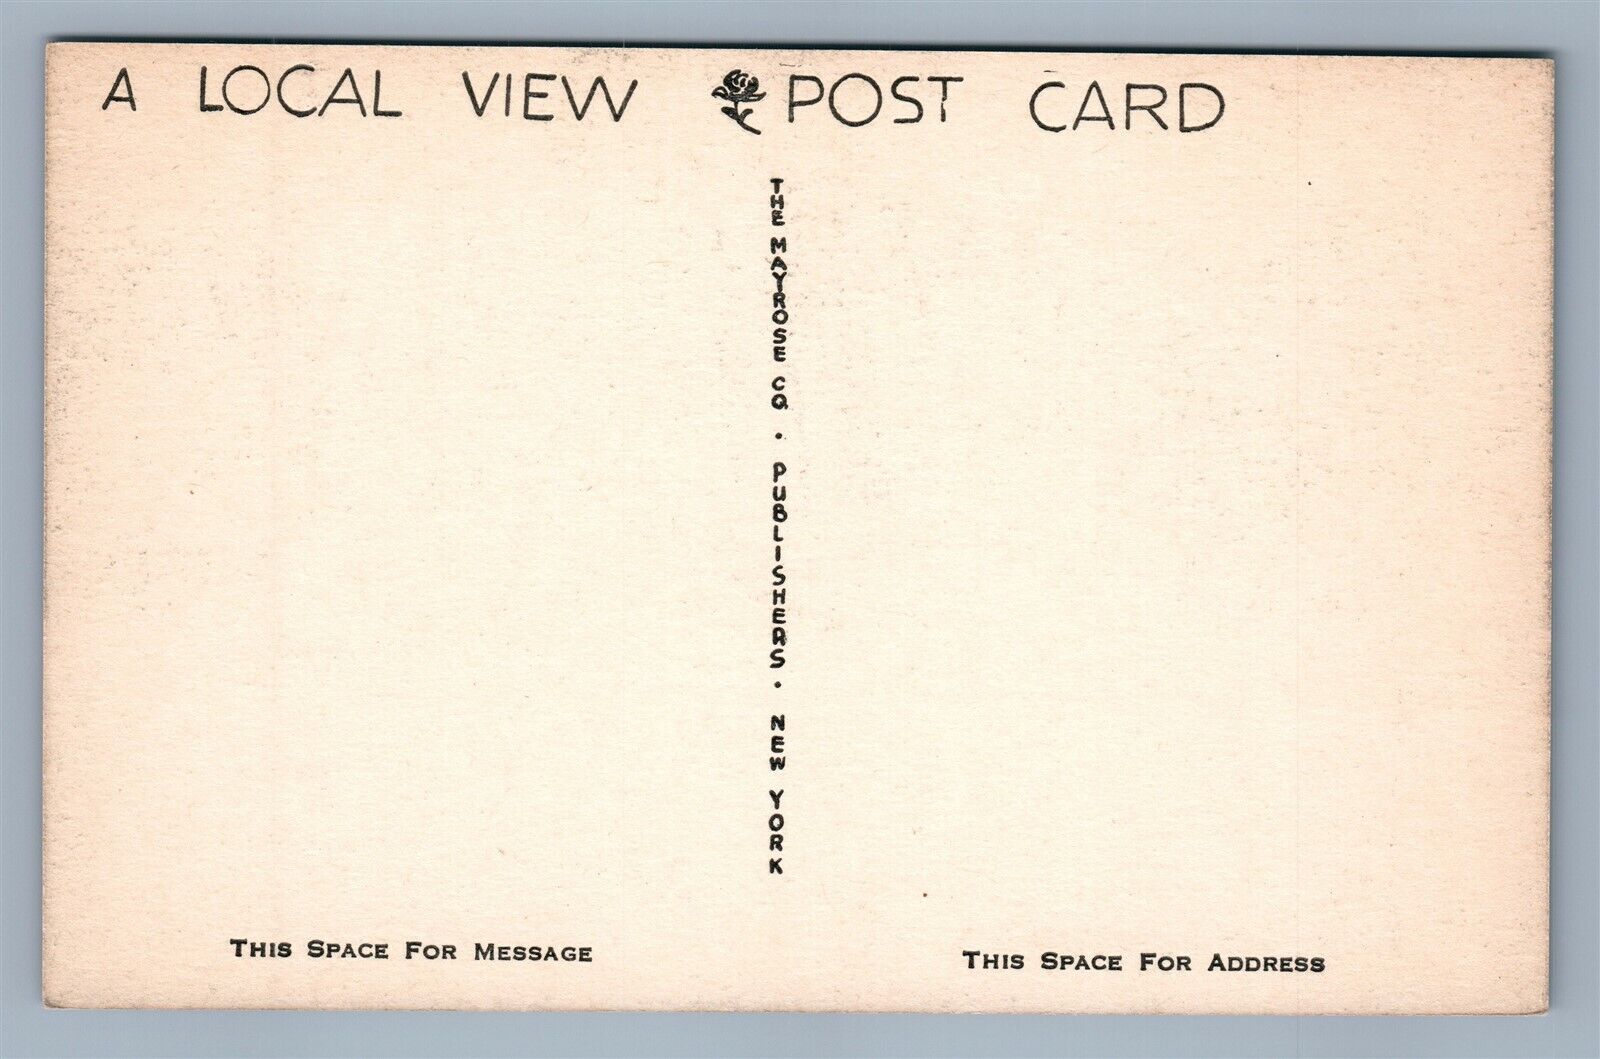 A LOCAL VIEW POST CARD
THE MAYROSE CO. • PUBLISHERS • NEW YORK
THIS SPACE FOR MESSAGE
THIS SPACE FOR ADDRESS